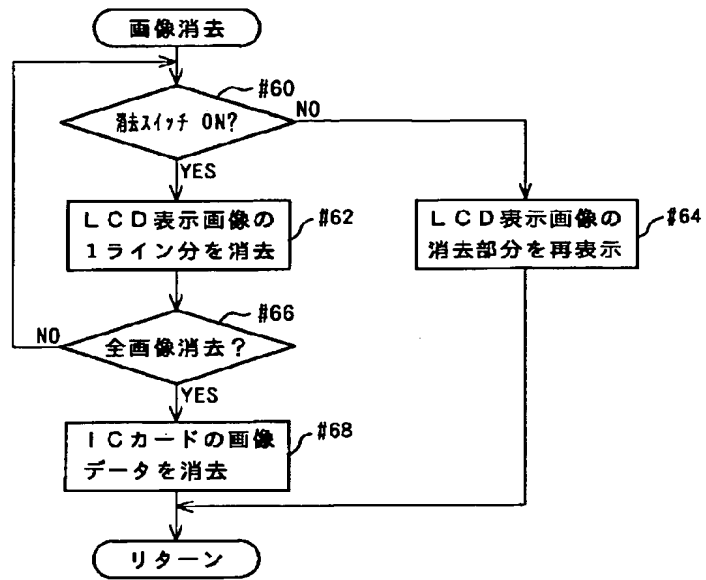 画像消去
#60
消去スイッチ ON?
NO
YES
LCD表示画像の
1ライン分を消去
#62
LCD表示画像の
消去部分を再表示
#64
#66
NO
全画像消去?
YES
ICカードの画像
データを消去
#68
リターン